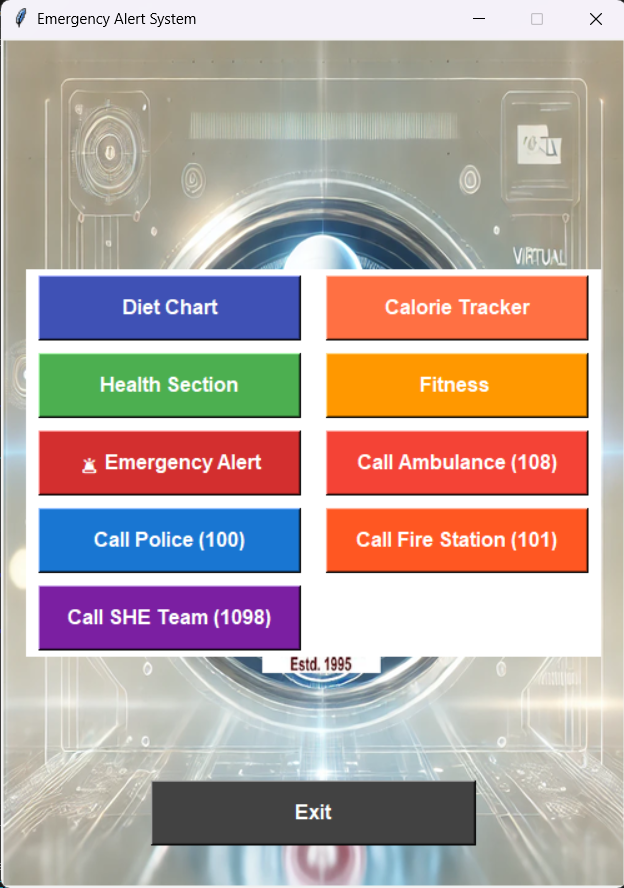 Emergency Alert System
VIRTUAL
Diet Chart
Calorie Tracker
Health Section
Fitness
🚨 Emergency Alert
Call Ambulance (108)
Call Police (100)
Call Fire Station (101)
Call SHE Team (1098)
Estd. 1995
Exit